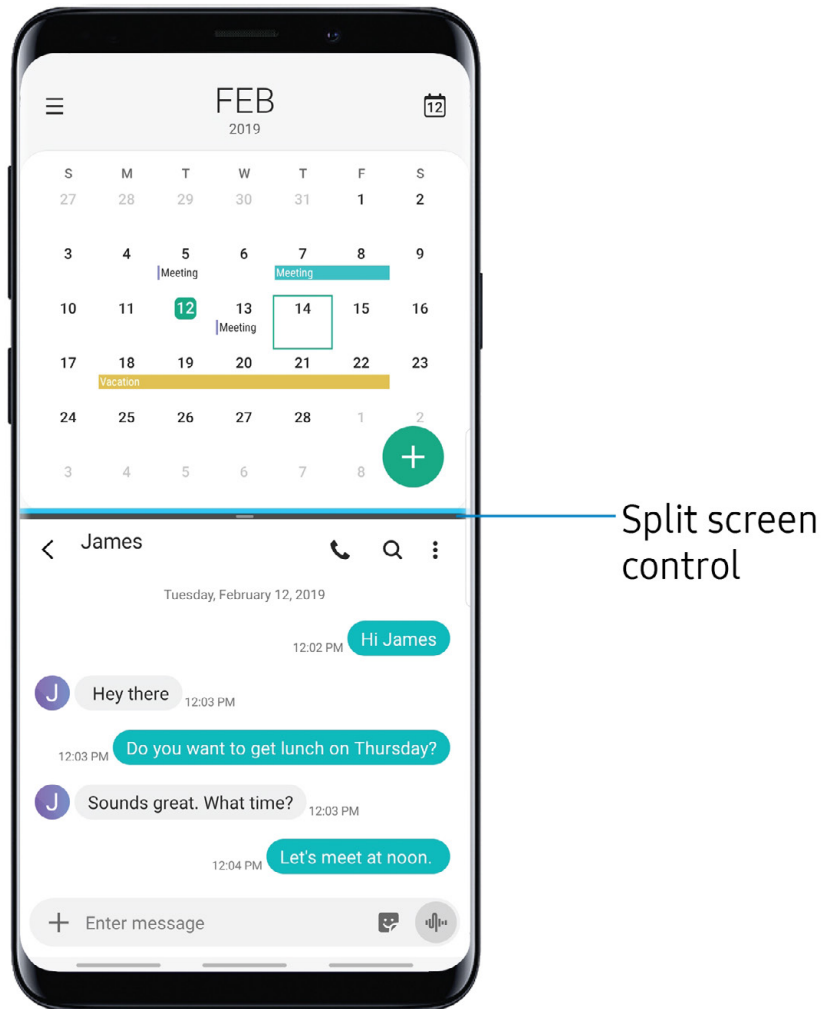 FEB
12
2019
S M T W T F S
27 28 29 30 31 1 2
3 4 5 6 7 8 9
Meeting Meeting
10 11 12 13 14 15 16
Meeting
17 18 19 20 21 22 23
Vacation
24 25 26 27 28 1 2
+
3 4 5 6 7 8
Split screen
control
James
Tuesday, February 12, 2019
12:02 PM Hi James
J Hey there 12:03 PM
12:03 PM Do you want to get lunch on Thursday?
J Sounds great. What time? 12:03 PM
12:04 PM Let's meet at noon.
+ Enter message